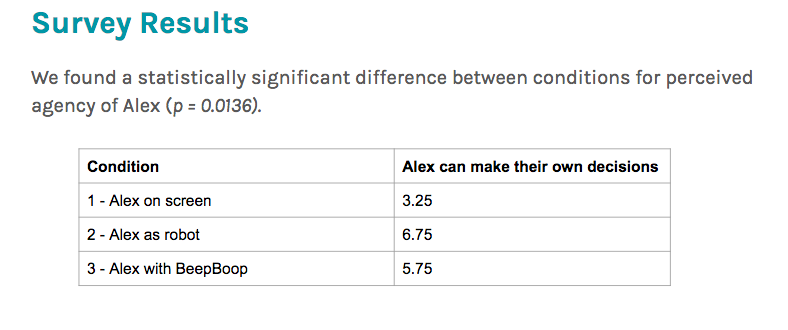 Survey Results
We found a statistically significant difference between conditions for perceived
agency of Alex (p = 0.0136).
Condition Alex can make their own decisions
1 - Alex on screen 3.25
2 - Alex as robot 6.75
3 - Alex with BeepBoop 5.75